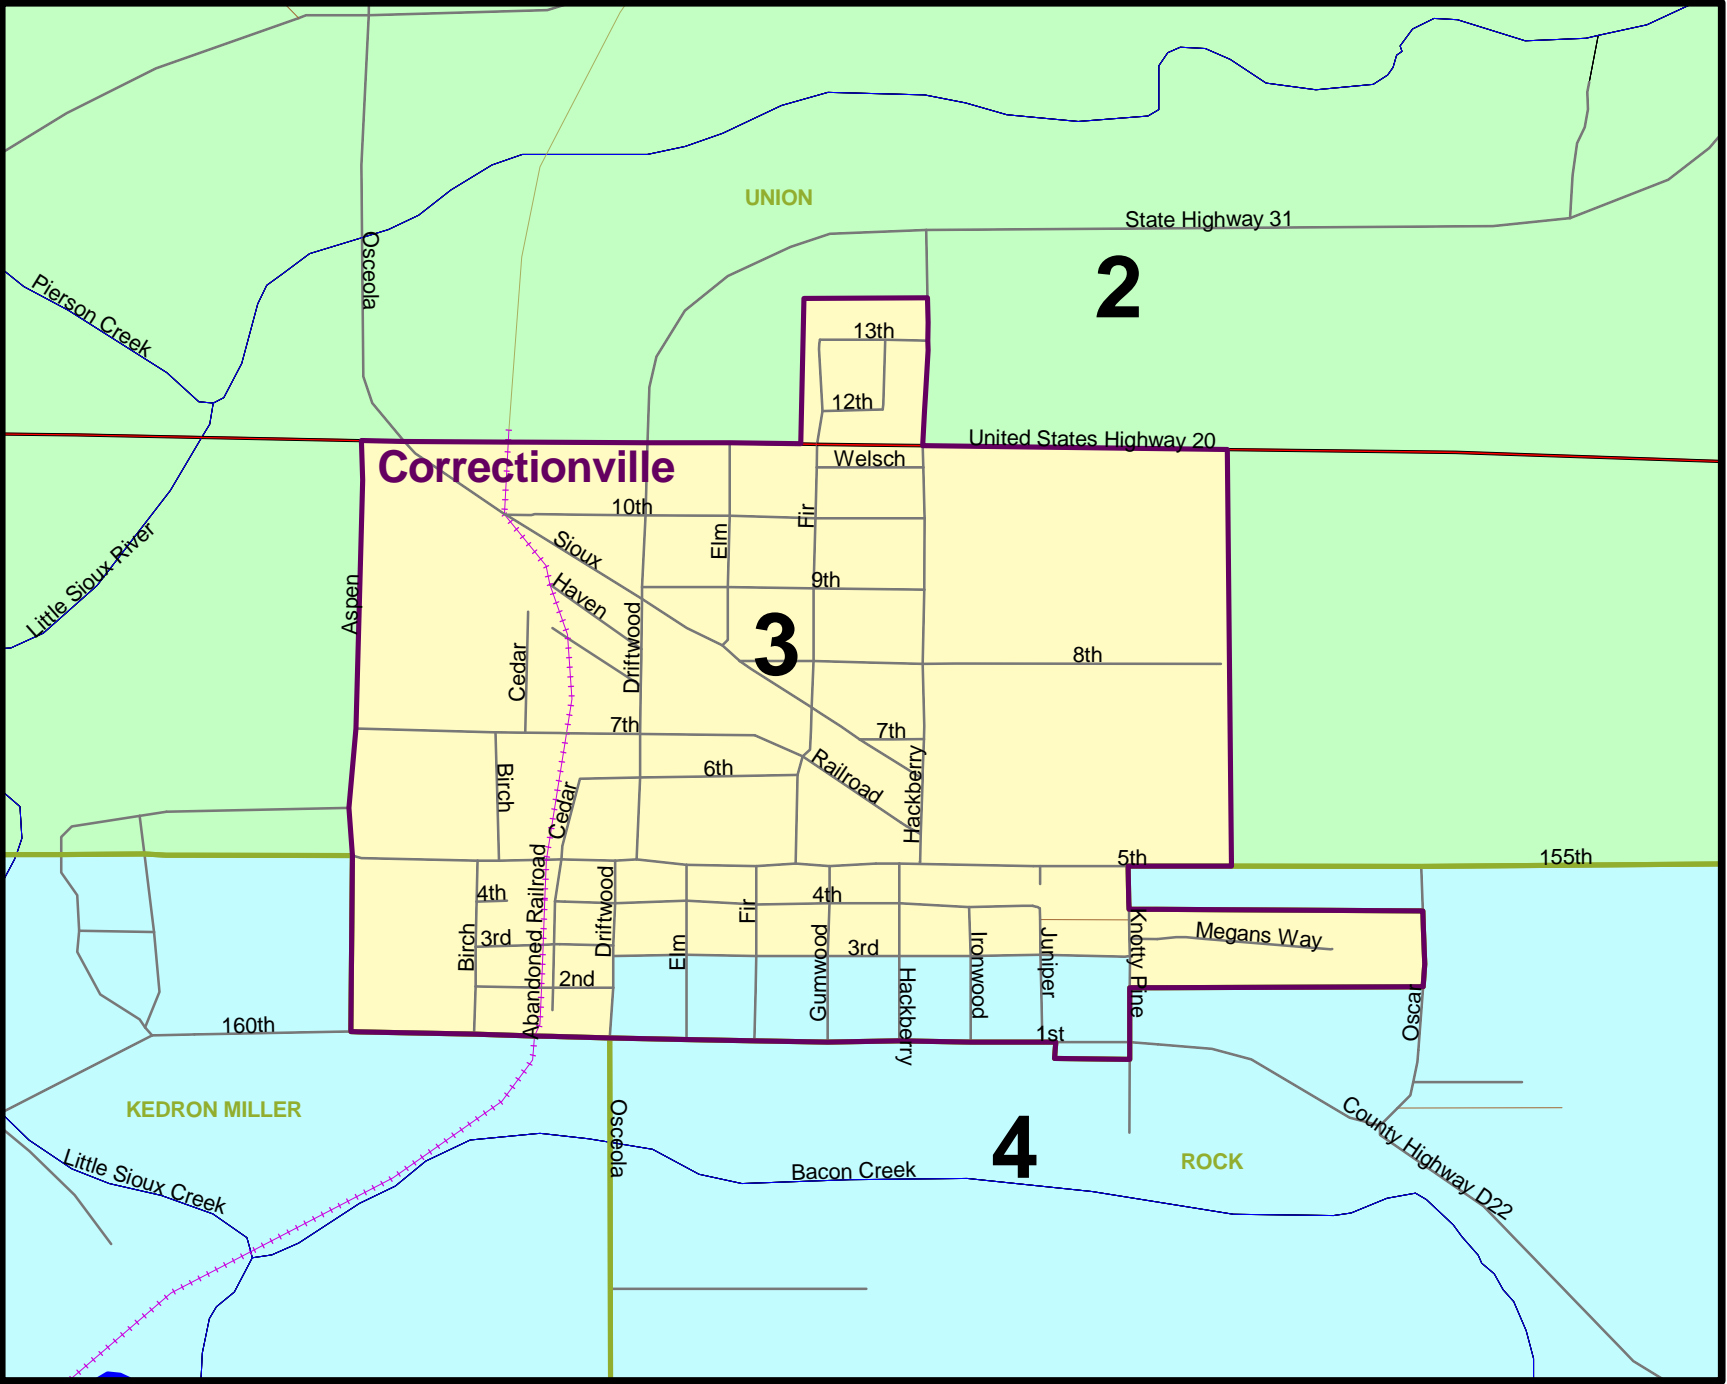 UNION
State Highway 31
Osceola
2
Pierson Creek
13th
12th
United States Highway 20
Correctionville
Welsch
10th
Fir
Elm
Sioux
Little Sioux River
Aspen
Haven
9th
Driftwood
3
Cedar
8th
7th
7th
Railroad
Hackberry
6th
Birch
Cedar
5th
155th
4th
4th
Abandoned Railroad
Driftwood
Fir
Birch
3rd
Elm
Gumwood
3rd
Ironwood
Juniper
Knotty Pine
Megans Way
2nd
Hackberry
Oscar
160th
1st
KEDRON MILLER
Osceola
4
County Highway D22
ROCK
Little Sioux Creek
Bacon Creek